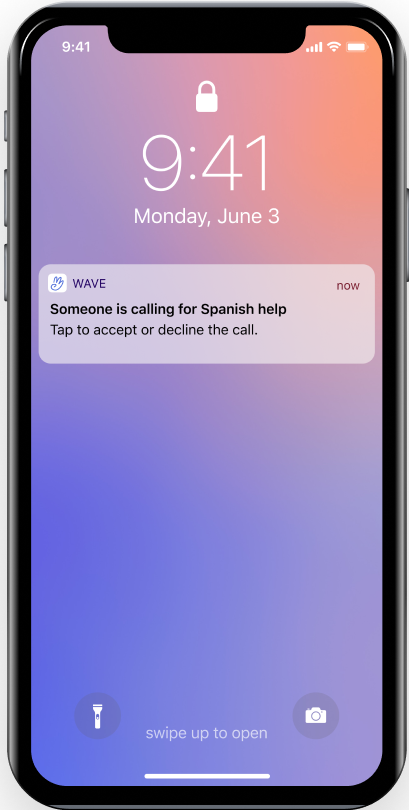 9:41
9:41
Monday, June 3
WAVE now
Someone is calling for Spanish help
Tap to accept or decline the call.
swipe up to open